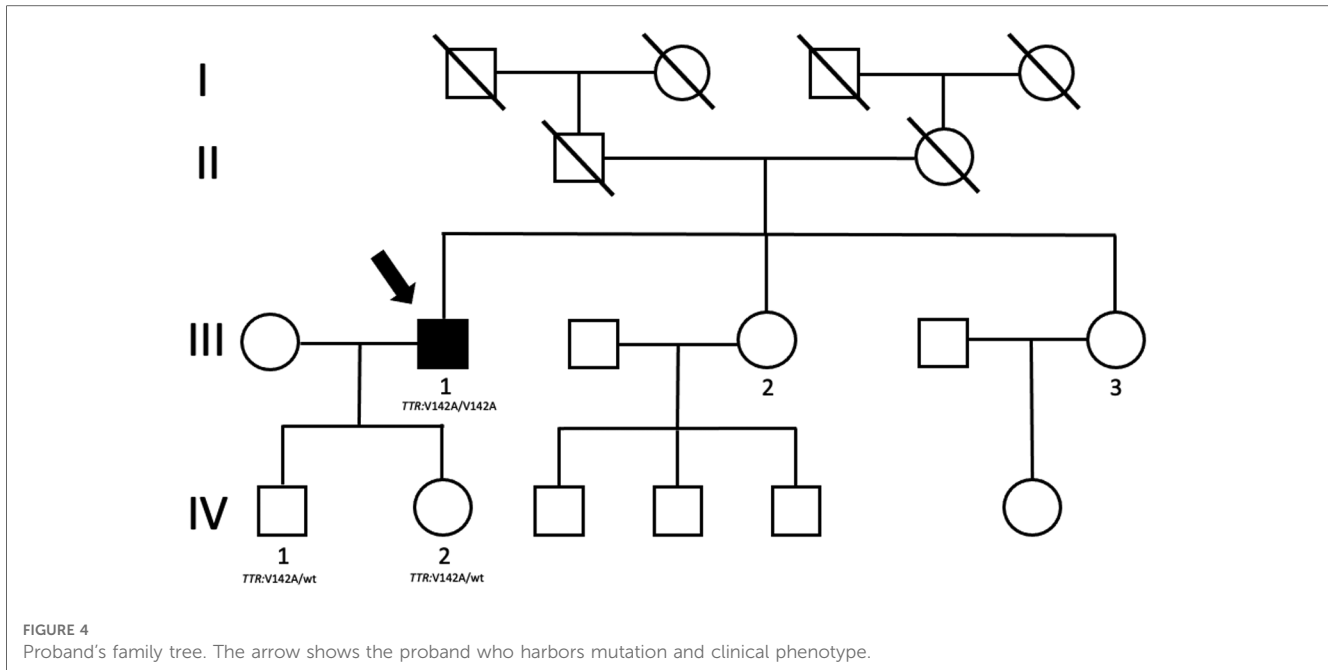 I
II
III
1
TTR:V142A/V142A
2
3
IV
1
TTR:V142A/wt
2
TTR:V142A/wt
FIGURE 4
Proband's family tree. The arrow shows the proband who harbors mutation and clinical phenotype.